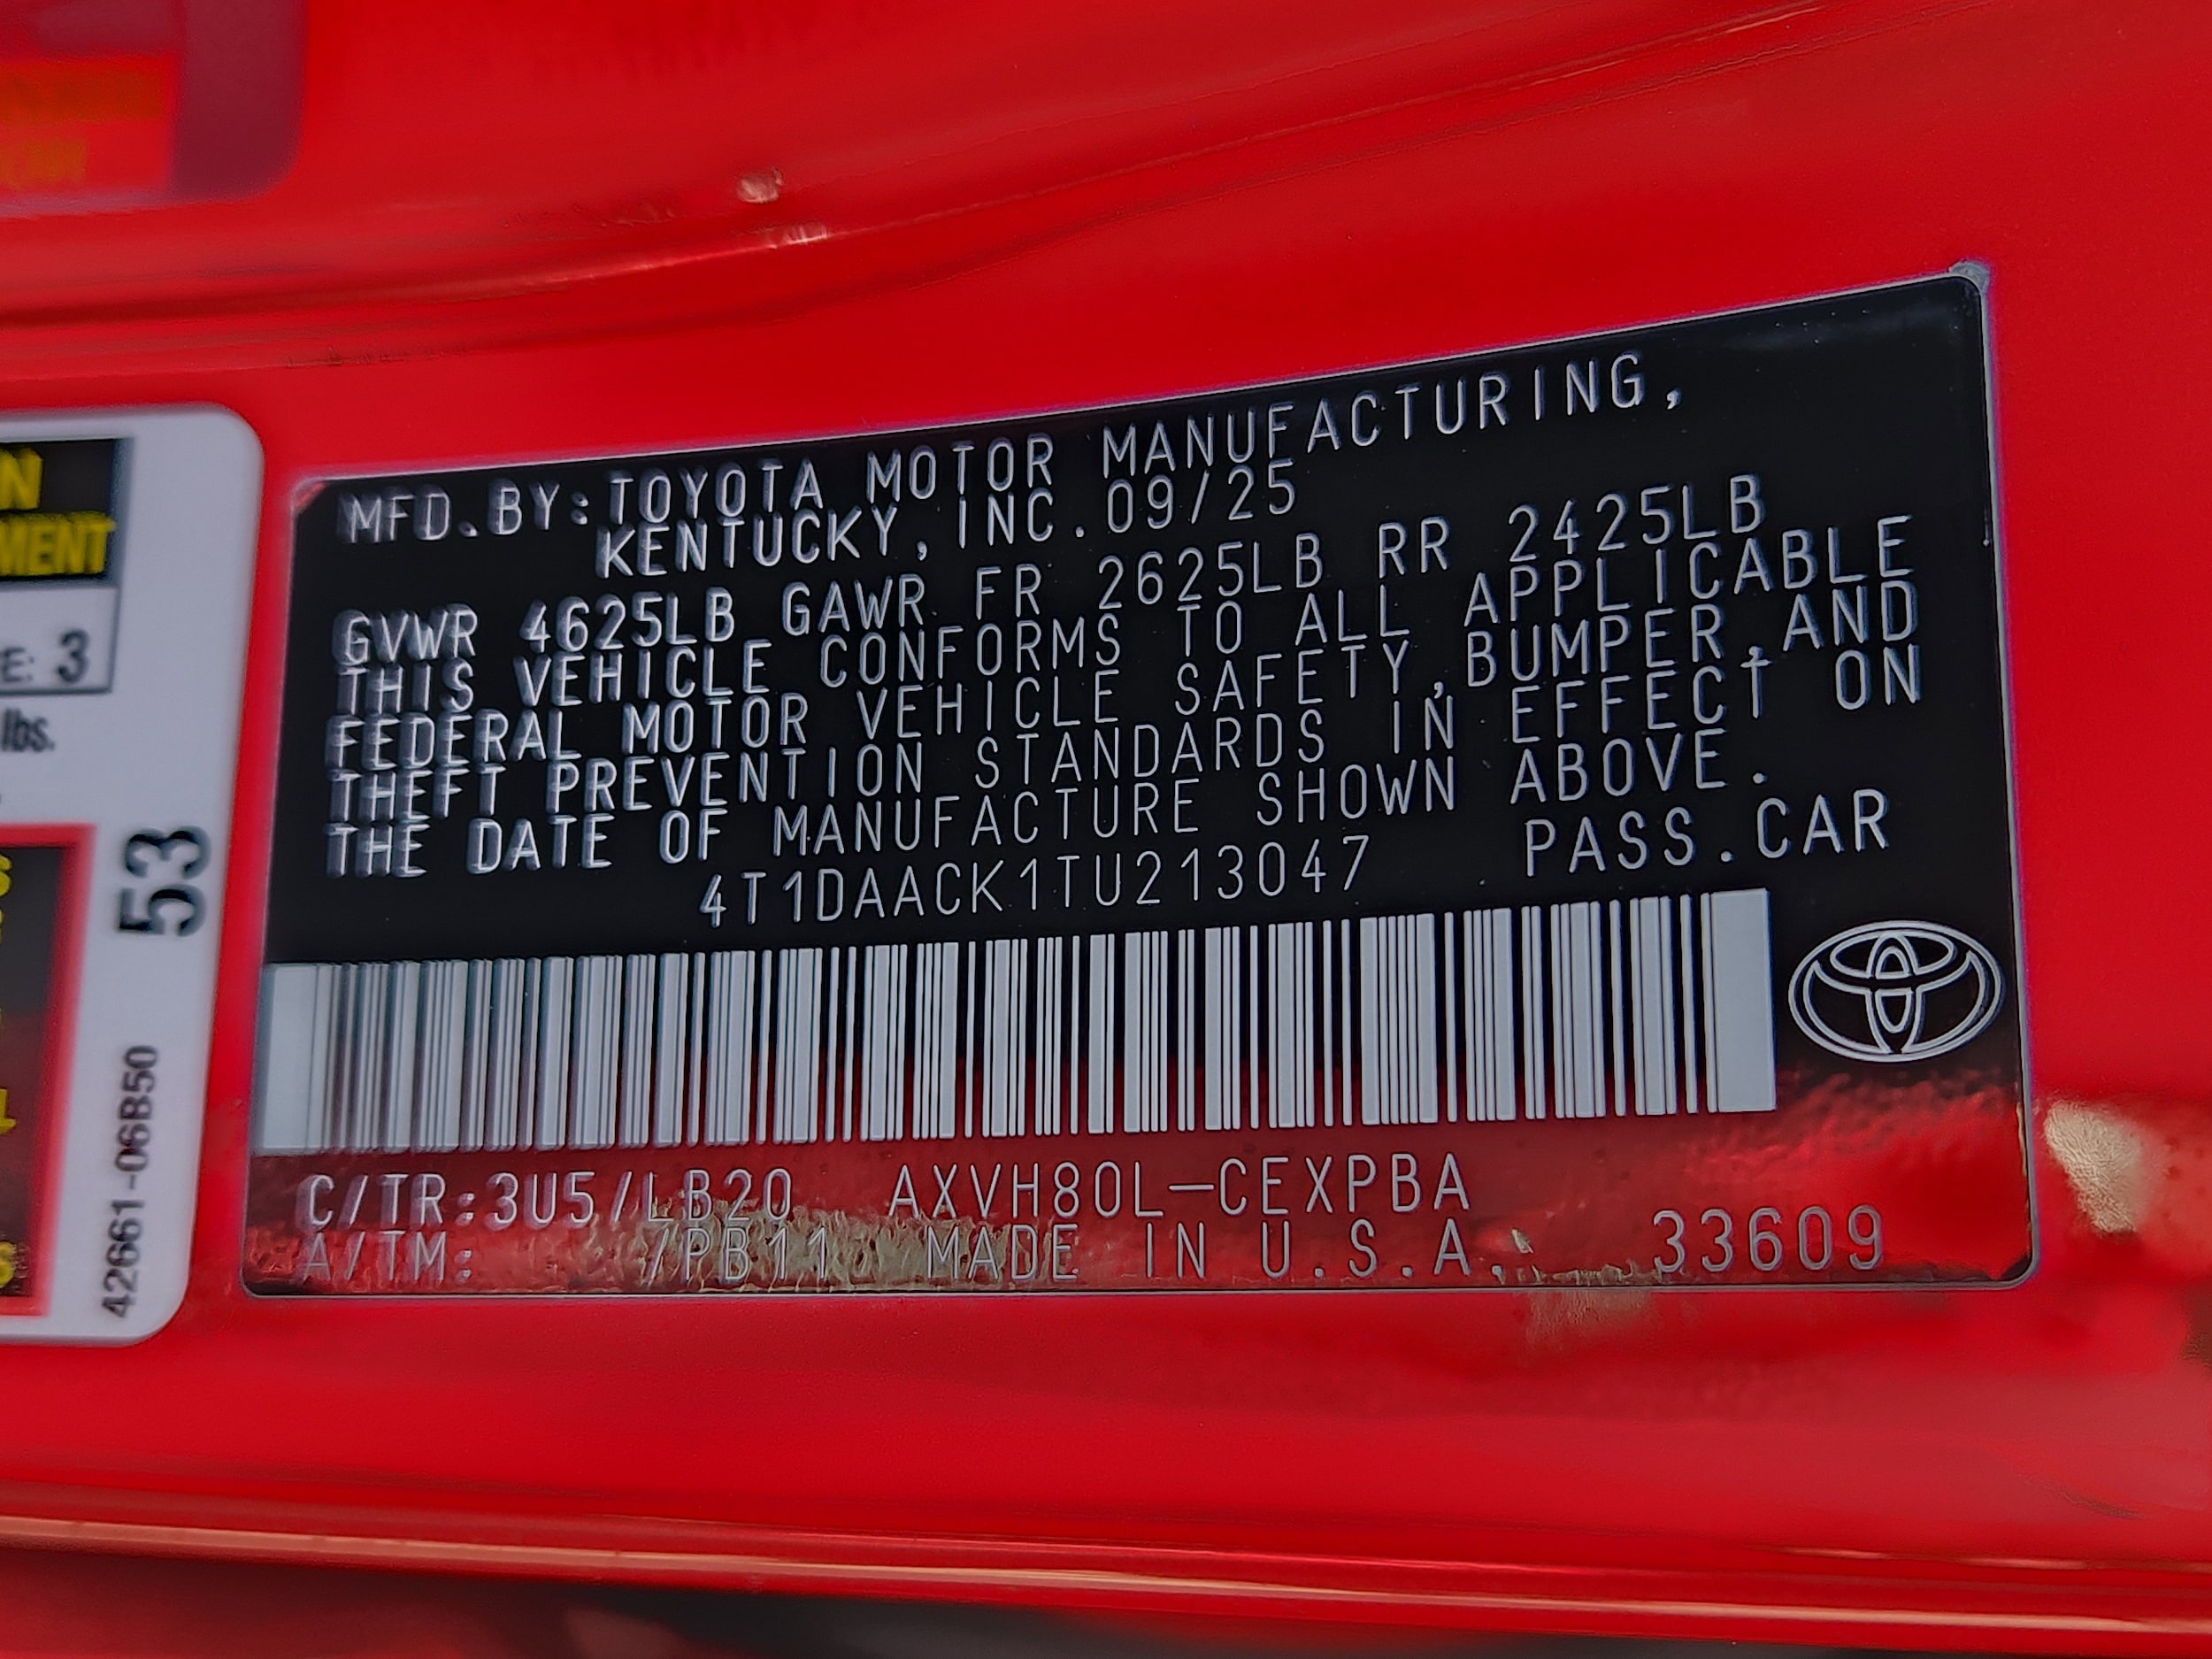 MFD.BY:TOYOTA MOTOR MANUFACTURING,
KENTUCKY,INC.09/25
GVWR 4625LB GAWR FR 2625LB RR 2425LB
THIS VEHICLE CONFORMS TO ALL APPLICABLE
FEDERAL MOTOR VEHICLE SAFETY,BUMPER,AND
THEFT PREVENTION STANDARDS IN EFFECT ON
THE DATE OF MANUFACTURE SHOWN ABOVE.
4T1DAACK1TU213047 PASS.CAR
C/TR:3U5/LB20 AXVH80L-CEXPBA
A/TM: /PB11 MADE IN U.S.A. 33609
E: 3
lbs.
53
42661-06B50